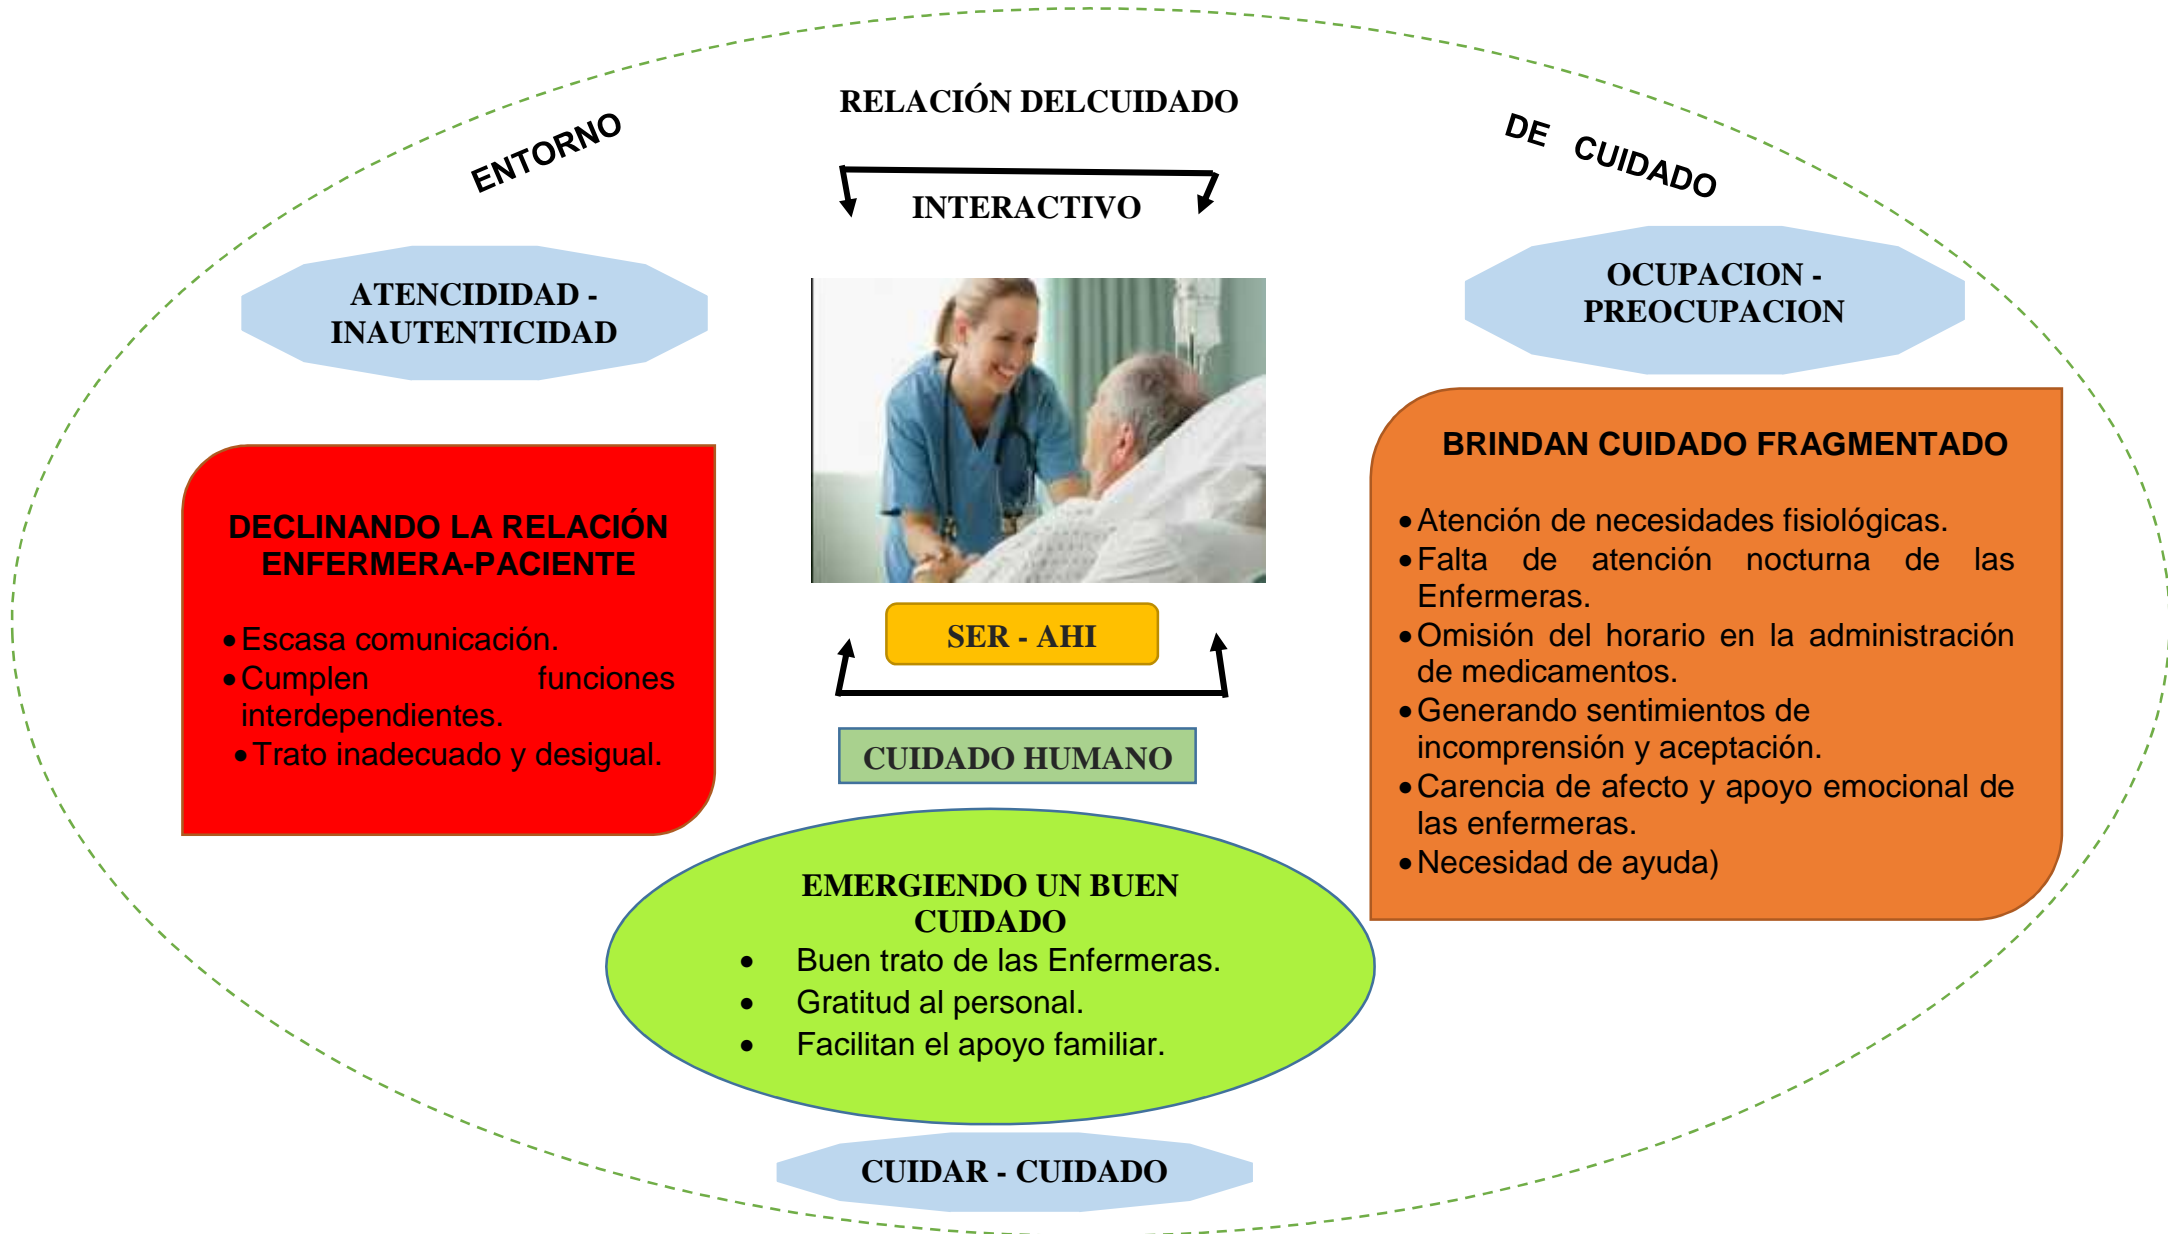 RELACIÓN DELCUIDADO
ENTORNO
DE CUIDADO
INTERACTIVO
ATENCIDIDAD -
INAUTENTICIDAD
OCUPACION -
PREOCUPACION
DECLINANDO LA RELACIÓN
ENFERMERA-PACIENTE
• Escasa comunicación.
• Cumplen funciones
interdependientes.
• Trato inadecuado y desigual.
BRINDAN CUIDADO FRAGMENTADO
• Atención de necesidades fisiológicas.
• Falta de atención nocturna de las
Enfermeras.
• Omisión del horario en la administración
de medicamentos.
• Generando sentimientos de
incomprensión y aceptación.
• Carencia de afecto y apoyo emocional de
las enfermeras.
• Necesidad de ayuda)
SER - AHI
CUIDADO HUMANO
EMERGIENDO UN BUEN
CUIDADO
• Buen trato de las Enfermeras.
• Gratitud al personal.
• Facilitan el apoyo familiar.
CUIDAR - CUIDADO